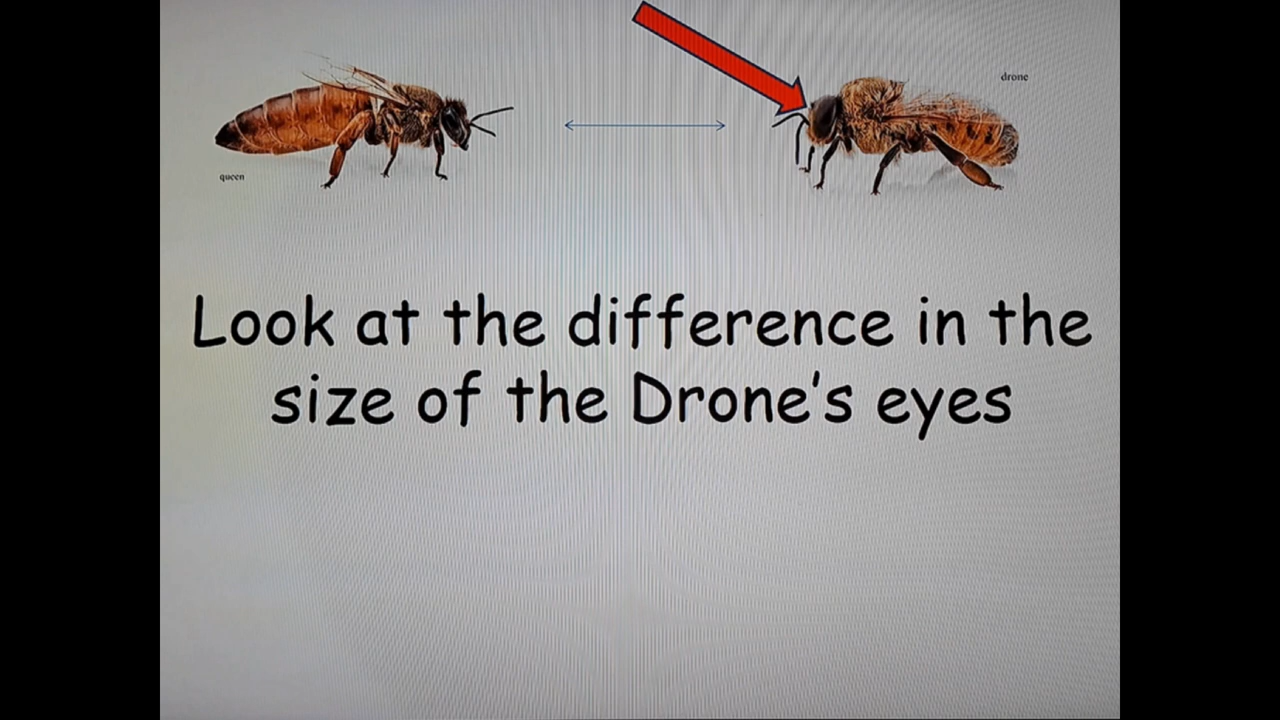 drone
queen
Look at the difference in the
size of the Drone's eyes